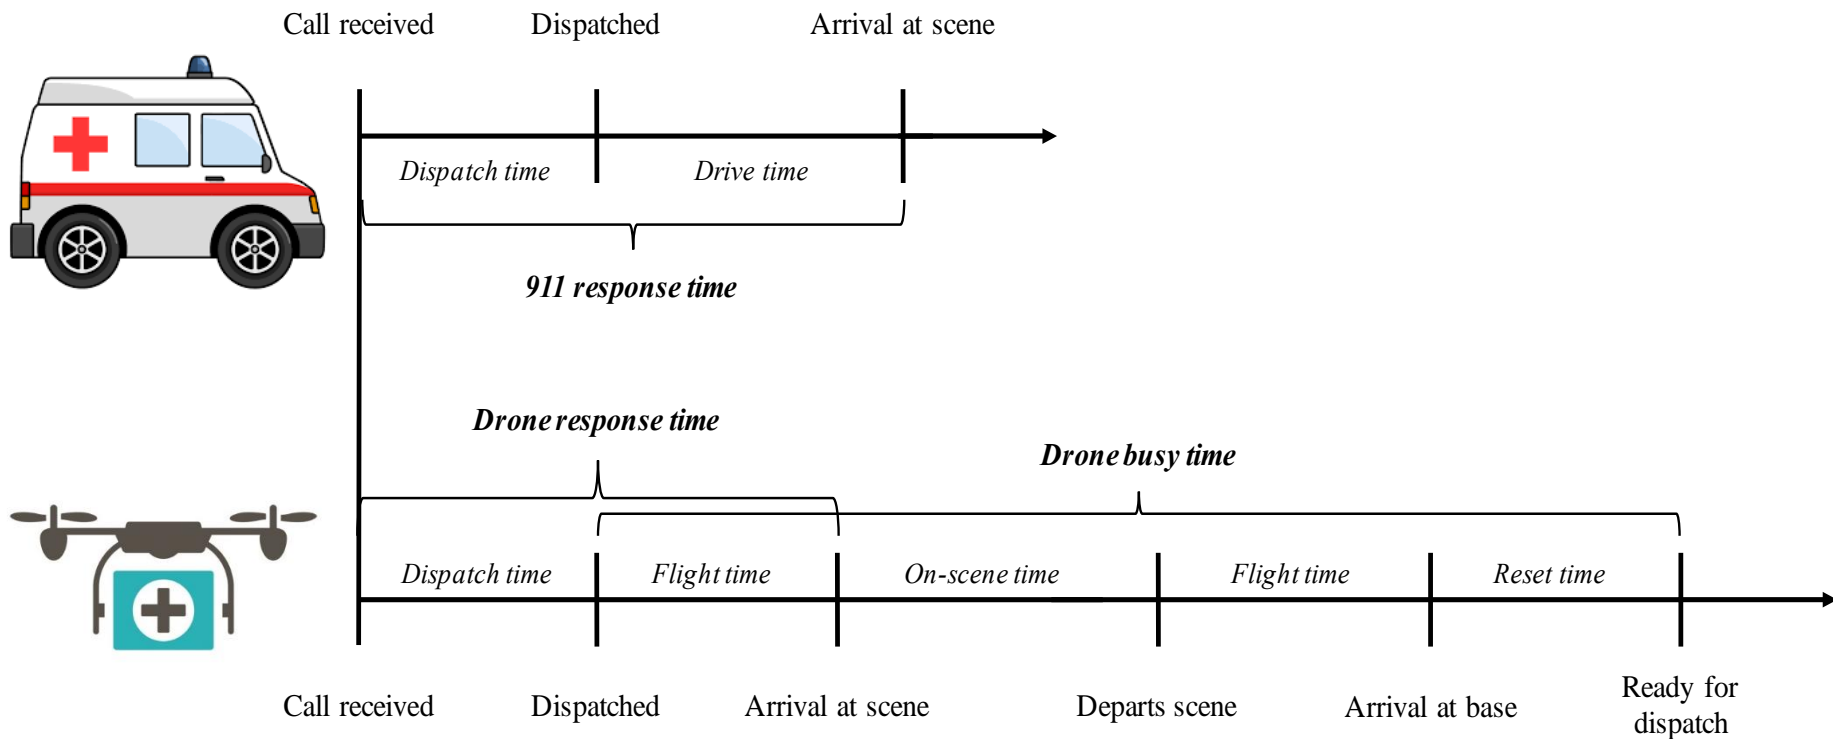 Call received
Dispatched
Arrival at scene
Dispatch time
Drive time
911 response time
Drone response time
Drone busy time
Dispatch time
Flight time
On-scene time
Flight time
Reset time
Call received
Dispatched
Arrival at scene
Departs scene
Arrival at base
Ready for
dispatch